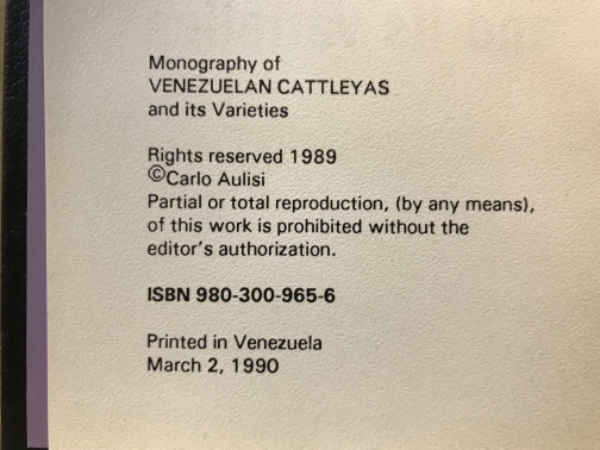 Monography of
VENEZUELAN CATTLEYAS
and its Varieties
Rights reserved 1989
©Carlo Aulisi
Partial or total reproduction, (by any means),
of this work is prohibited without the
editor's authorization.
ISBN 980-300-965-6
Printed in Venezuela
March 2, 1990